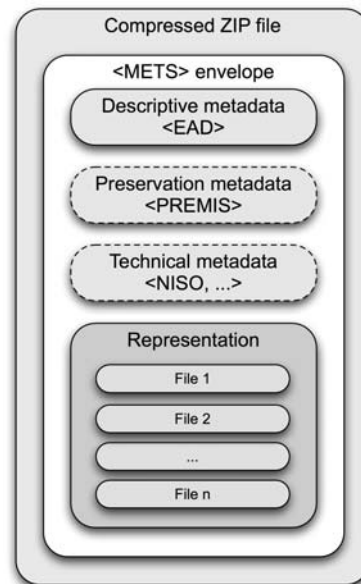 Compressed ZIP file
<METS> envelope
Descriptive metadata
<EAD>
Preservation metadata
<PREMIS>
Technical metadata
<NISO, ...>
Representation
File 1
File 2
...
File n